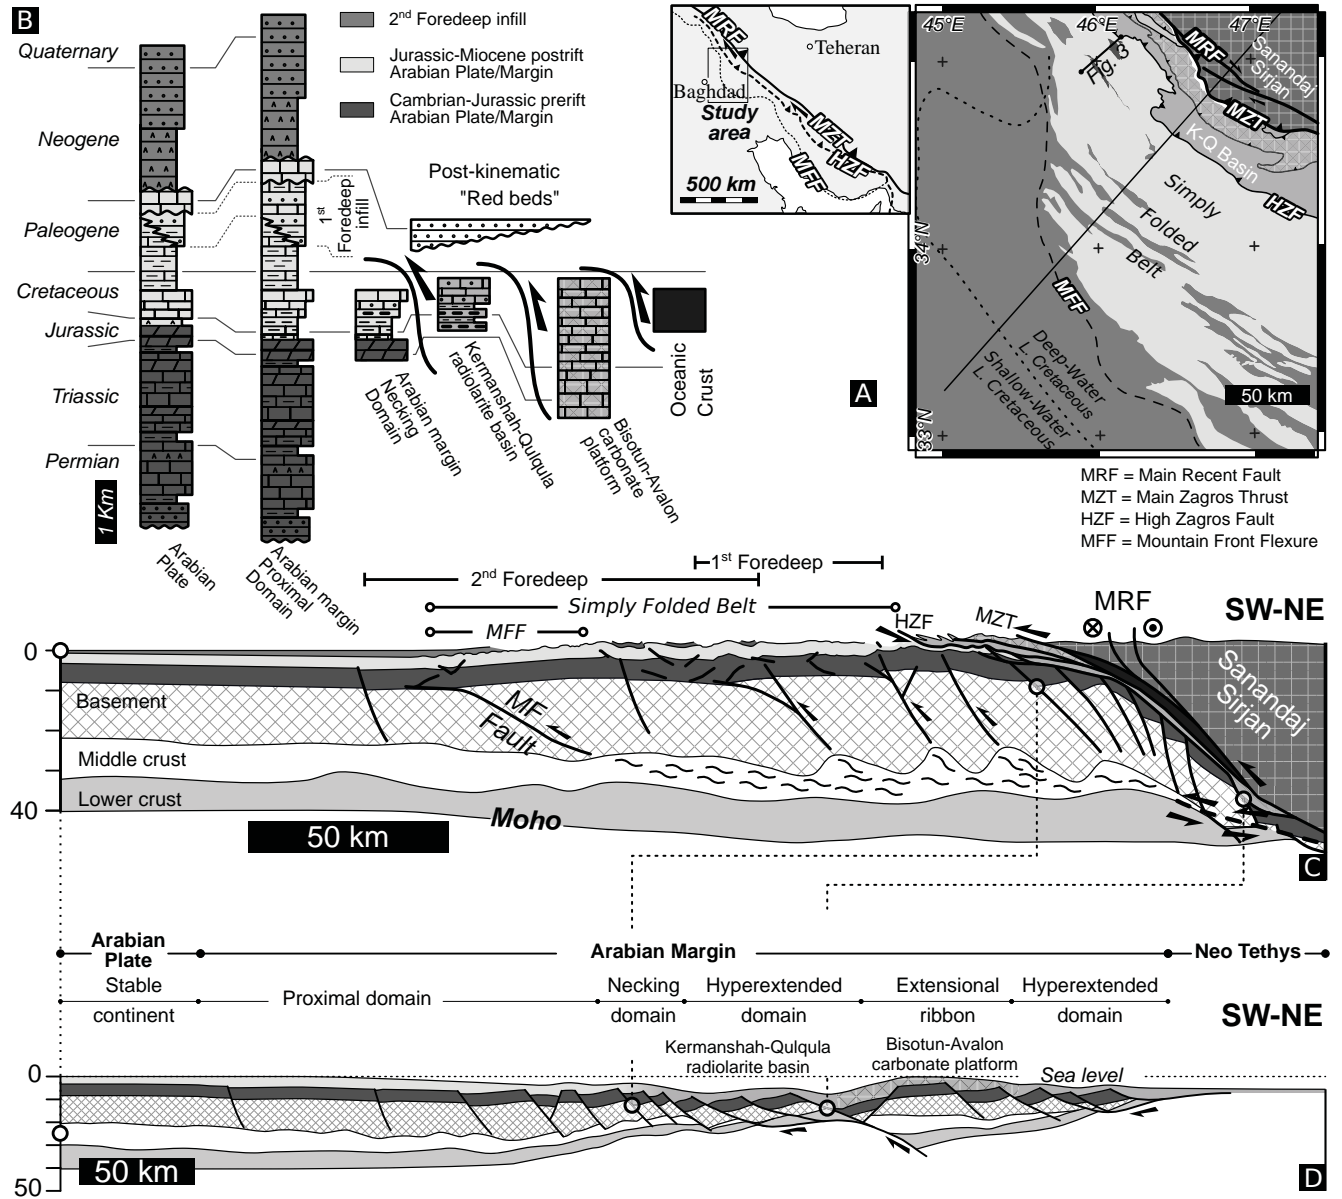 B
Quaternary
Neogene
Paleogene
Cretaceous
Jurassic
Triassic
Permian
1 Km
2nd Foredeep infill
Jurassic-Miocene postrift
Arabian Plate/Margin
Cambrian-Jurassic prerift
Arabian Plate/Margin
1st
Foredeep
infill
Post-kinematic
"Red beds"
Arabian
Plate
Arabian margin
Proximal
Domain
Arabian margin
Necking
Domain
Kermanshah-Qulqula
radiolarite basin
Bisotun-Avalon
carbonate
platform
Oceanic
Crust
MRF
Teheran
Baghdad
Study
area
MZT
HZF
MFF
500 km
45°E
46°E
47°E
34°N
33°N
Fig. 3
MRF
Sanandaj
Sirjan
MZT
K-Q Basin
HZF
Simply
Folded
Belt
MFF
Deep-Water
L. Cretaceous
Shallow-Water
L. Cretaceous
50 km
A
MRF = Main Recent Fault
MZT = Main Zagros Thrust
HZF = High Zagros Fault
MFF = Mountain Front Flexure
1st Foredeep
2nd Foredeep
Simply Folded Belt
MFF
HZF
MZT
MRF
SW-NE
0
40
Basement
Middle crust
Lower crust
MF
Fault
Moho
Sanandaj
Sirjan
50 km
C
Arabian
Plate
Arabian Margin
Neo Tethys
Stable
continent
Proximal domain
Necking
domain
Hyperextended
domain
Extensional
ribbon
Hyperextended
domain
SW-NE
Kermanshah-Qulqula
radiolarite basin
Bisotun-Avalon
carbonate platform
Sea level
0
50
50 km
D